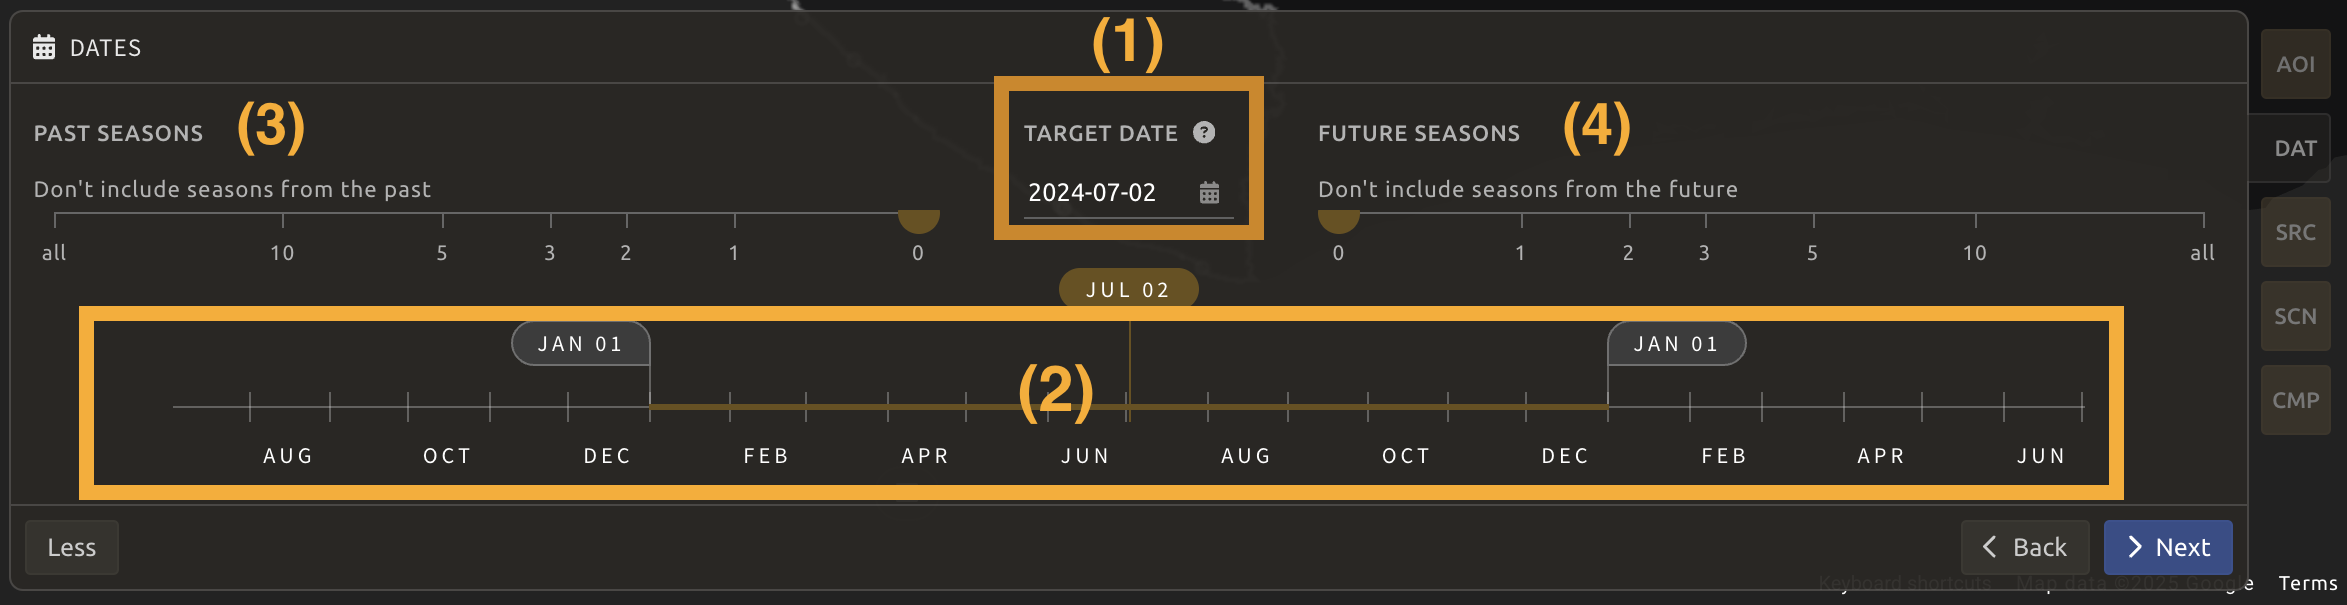 (1)
DATES
AOI
(3)
(4)
PAST SEASONS
TARGET DATE ?
FUTURE SEASONS
DAT
Don't include seasons from the past
2024-07-02
Don't include seasons from the future
SRC
all 10 5 3 2 1 0
0 1 2 3 5 10 all
JUL 02
SCN
JAN 01
JAN 01
(2)
CMP
AUG OCT DEC FEB APR JUN AUG OCT DEC FEB APR JUN
Less
Back
Next
Keyboard shortcuts
Map data ©2025 Google
Terms